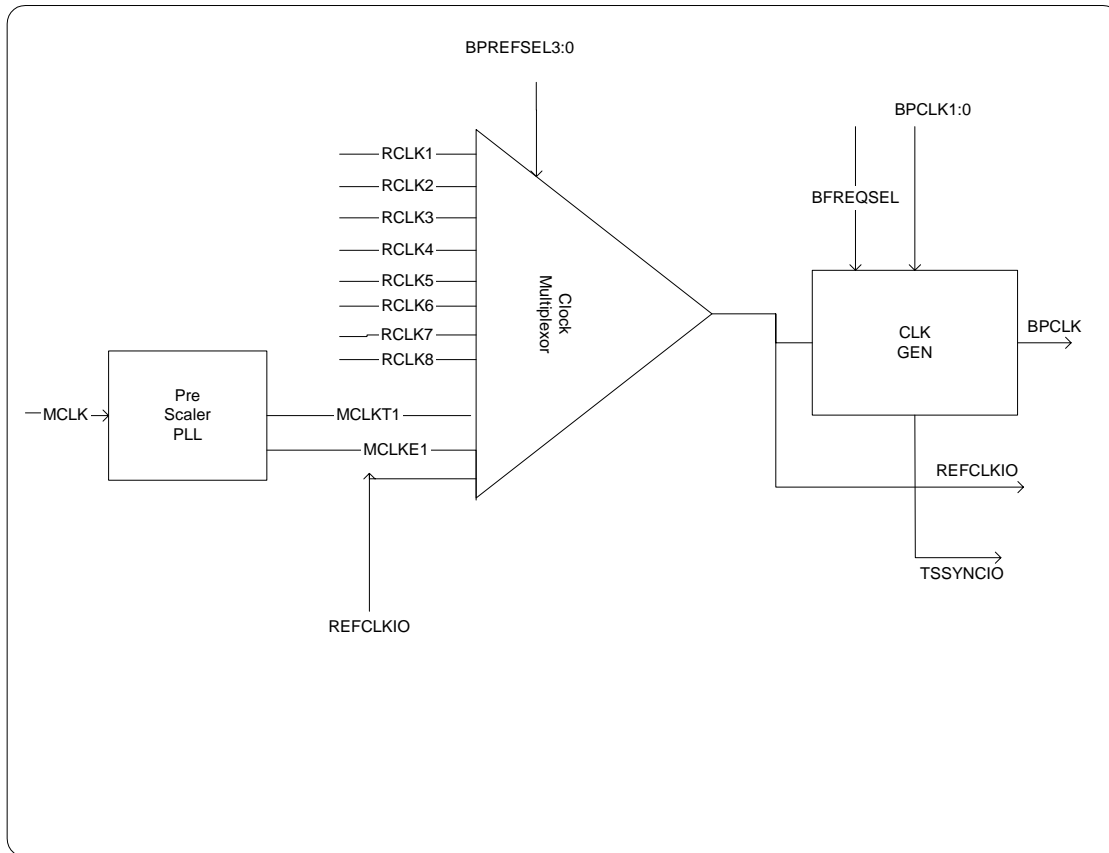 BPREFSEL3:0
BPCLK1:0
RCLK1
RCLK2
BFREQSEL
RCLK3
RCLK4
RCLK5
RCLK6
RCLK7
RCLK8
Clock
Multiplexor
CLK
GEN
BPCLK
Pre
Scaler
PLL
MCLK
MCLKT1
MCLKE1
REFCLKIO
TSSYNCIO
REFCLKIO